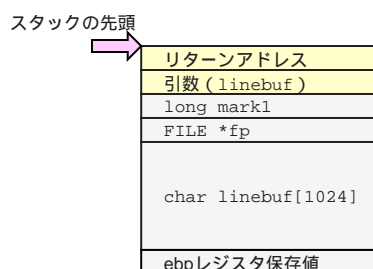 スタックの先頭
リターンアドレス
引数 ( linebuf )
long mark1
FILE *fp
char linebuf[1024]
ebpレジスタ保存値